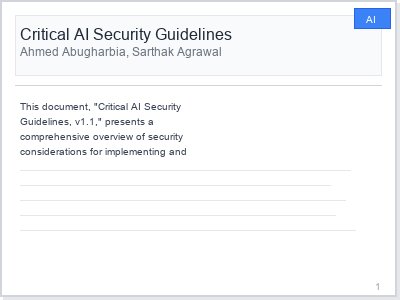 AI
Critical AI Security Guidelines
Ahmed Abugharbia, Sarthak Agrawal
This document, "Critical AI Security
Guidelines, v1.1," presents a
comprehensive overview of security
considerations for implementing and
1